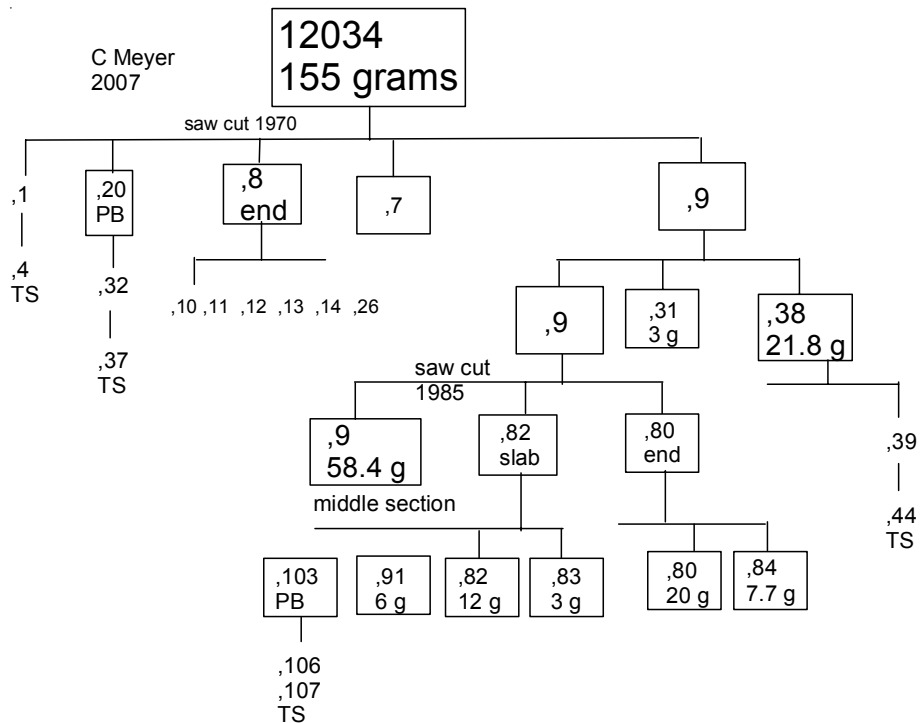 12034
155 grams
C Meyer
2007
saw cut 1970
,1
,20
PB
,8
end
,7
,9
,4
TS
,32
,10 ,11 ,12 ,13 ,14 ,26
,9
,31
3 g
,38
21.8 g
,37
TS
saw cut
1985
,9
58.4 g
,82
slab
,80
end
,39
middle section
,44
TS
,103
PB
,91
6 g
,82
12 g
,83
3 g
,80
20 g
,84
7.7 g
,106
,107
TS